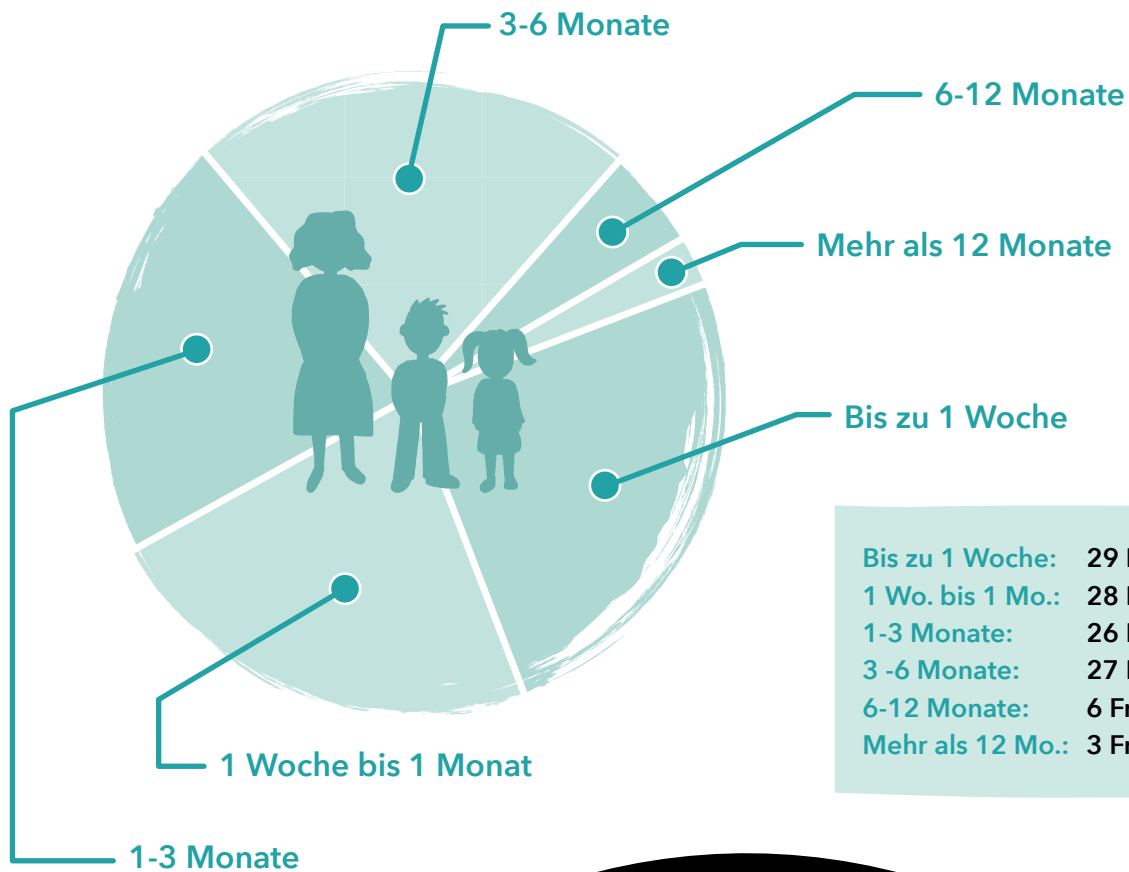 3-6 Monate
6-12 Monate
Mehr als 12 Monate
Bis zu 1 Woche
Bis zu 1 Woche: 29
1 Wo. bis 1 Mo.: 28
1-3 Monate: 26
3 -6 Monate: 27
6-12 Monate: 6 Fr
Mehr als 12 Mo.: 3 Fr
1 Woche bis 1 Monat
1-3 Monate